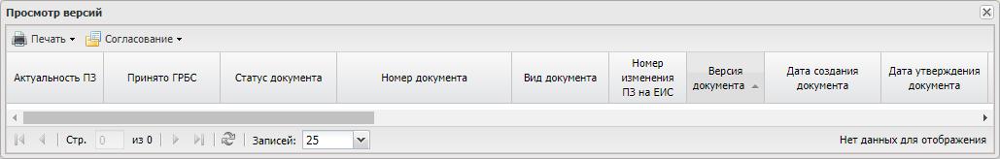 Просмотр версий
Печать Согласование
Актуальность ПЗ
Принято ГРБС
Статус документа
Номер документа
Вид документа
Номер
изменения
ПЗ на ЕИС
Версия
документа
Дата создания
документа
Дата утверждения
документа
Стр. 0 из 0 Записей: 25 Нет данных для отображения